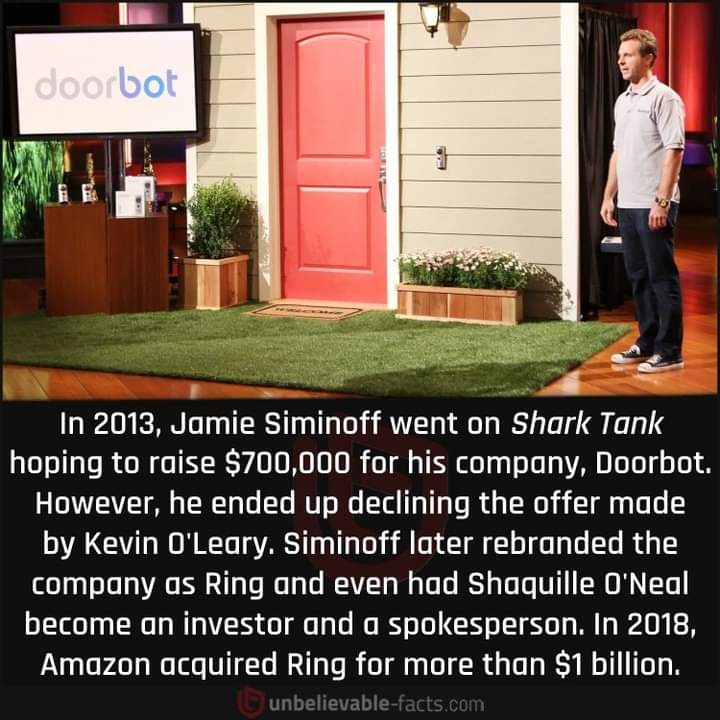 doorbot
WELCOME
In 2013, Jamie Siminoff went on Shark Tank
hoping to raise $700,000 for his company, Doorbot.
However, he ended up declining the offer made
by Kevin O'Leary. Siminoff later rebranded the
company as Ring and even had Shaquille O'Neal
become an investor and a spokesperson. In 2018,
Amazon acquired Ring for more than $1 billion.
unbelievable-facts.com